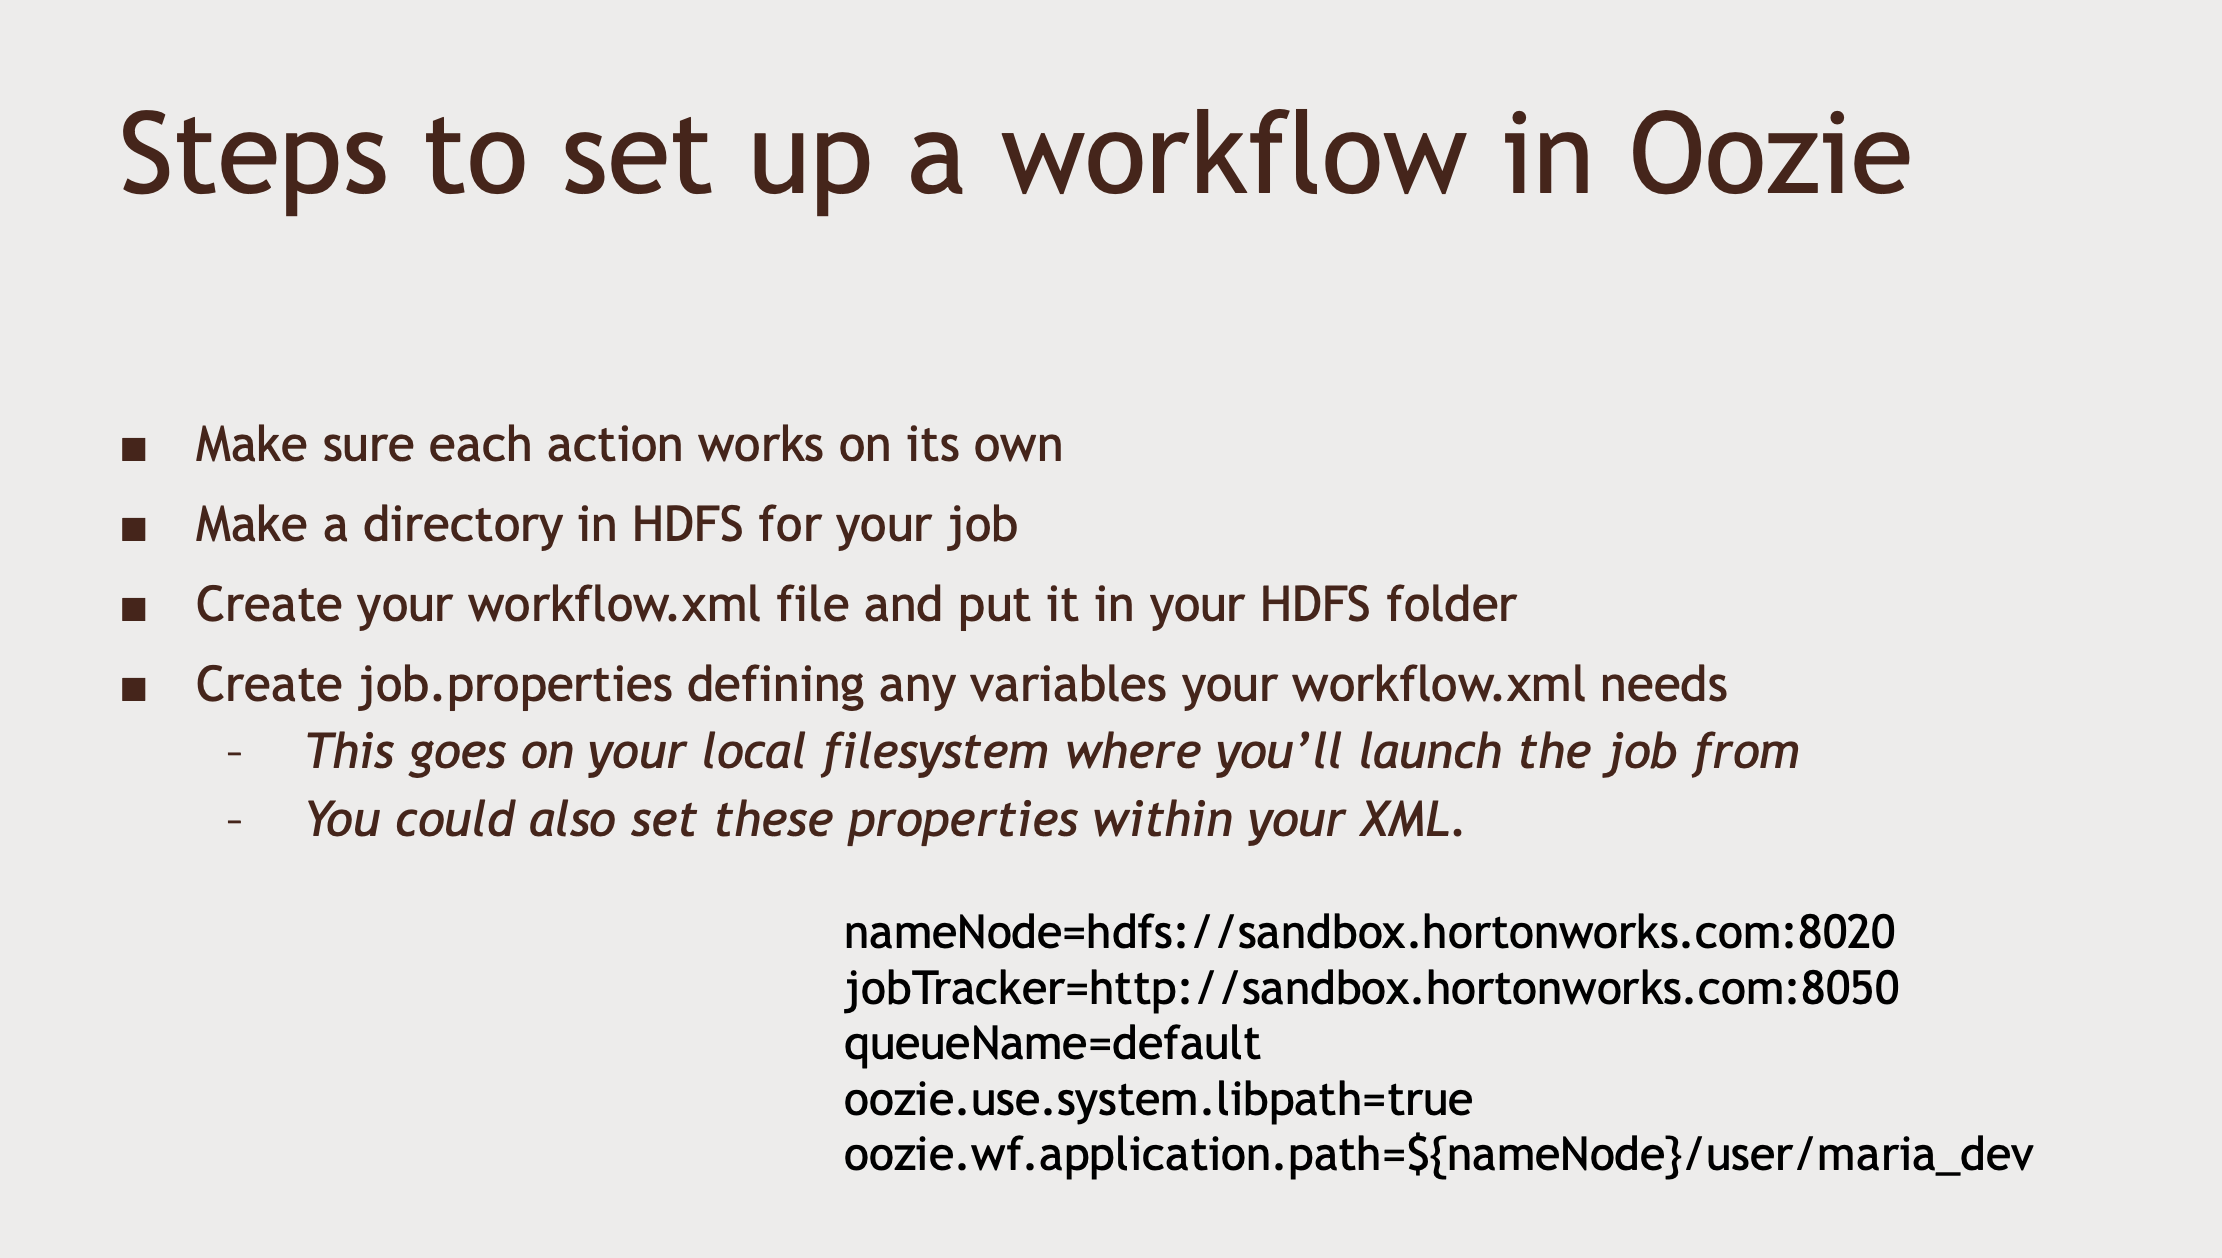 Steps to set up a workflow in Oozie
■ Make sure each action works on its own
■ Make a directory in HDFS for your job
■ Create your workflow.xml file and put it in your HDFS folder
■ Create job.properties defining any variables your workflow.xml needs
– This goes on your local filesystem where you’ll launch the job from
– You could also set these properties within your XML.
nameNode=hdfs://sandbox.hortonworks.com:8020
jobTracker=http://sandbox.hortonworks.com:8050
queueName=default
oozie.use.system.libpath=true
oozie.wf.application.path=${nameNode}/user/maria_dev